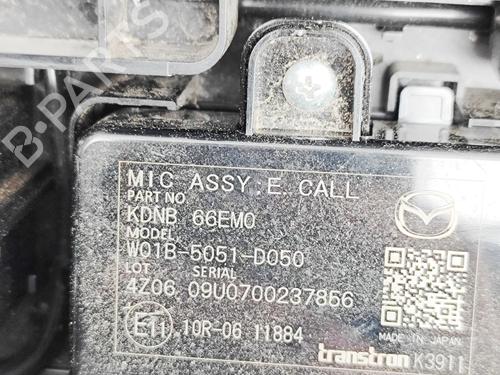 B-PARTS
MIC ASSY:E CALL
PART NO
KDNB 66EM0
MODEL
W01B-5051-D050
LOT SERIAL
4Z06 09U0700237856
E11 10R-06 11884
MADE IN JAPAN
transtron K3911